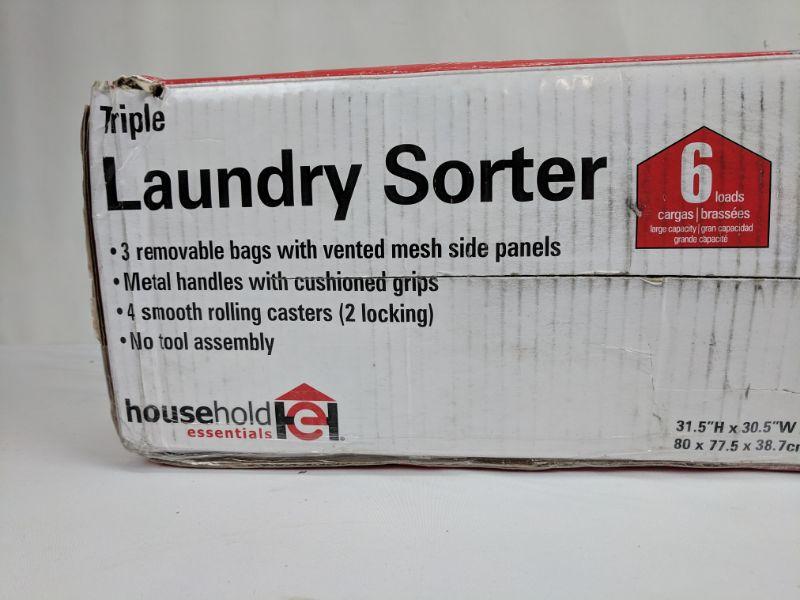 Triple
Laundry Sorter
• 3 removable bags with vented mesh side panels
• Metal handles with cushioned grips
• 4 smooth rolling casters (2 locking)
• No tool assembly
6 loads
cargas | brassées
large capacity | gran capacidad
grande capacité
household
essentials
31.5"H x 30.5"W
80 x 77.5 x 38.7c